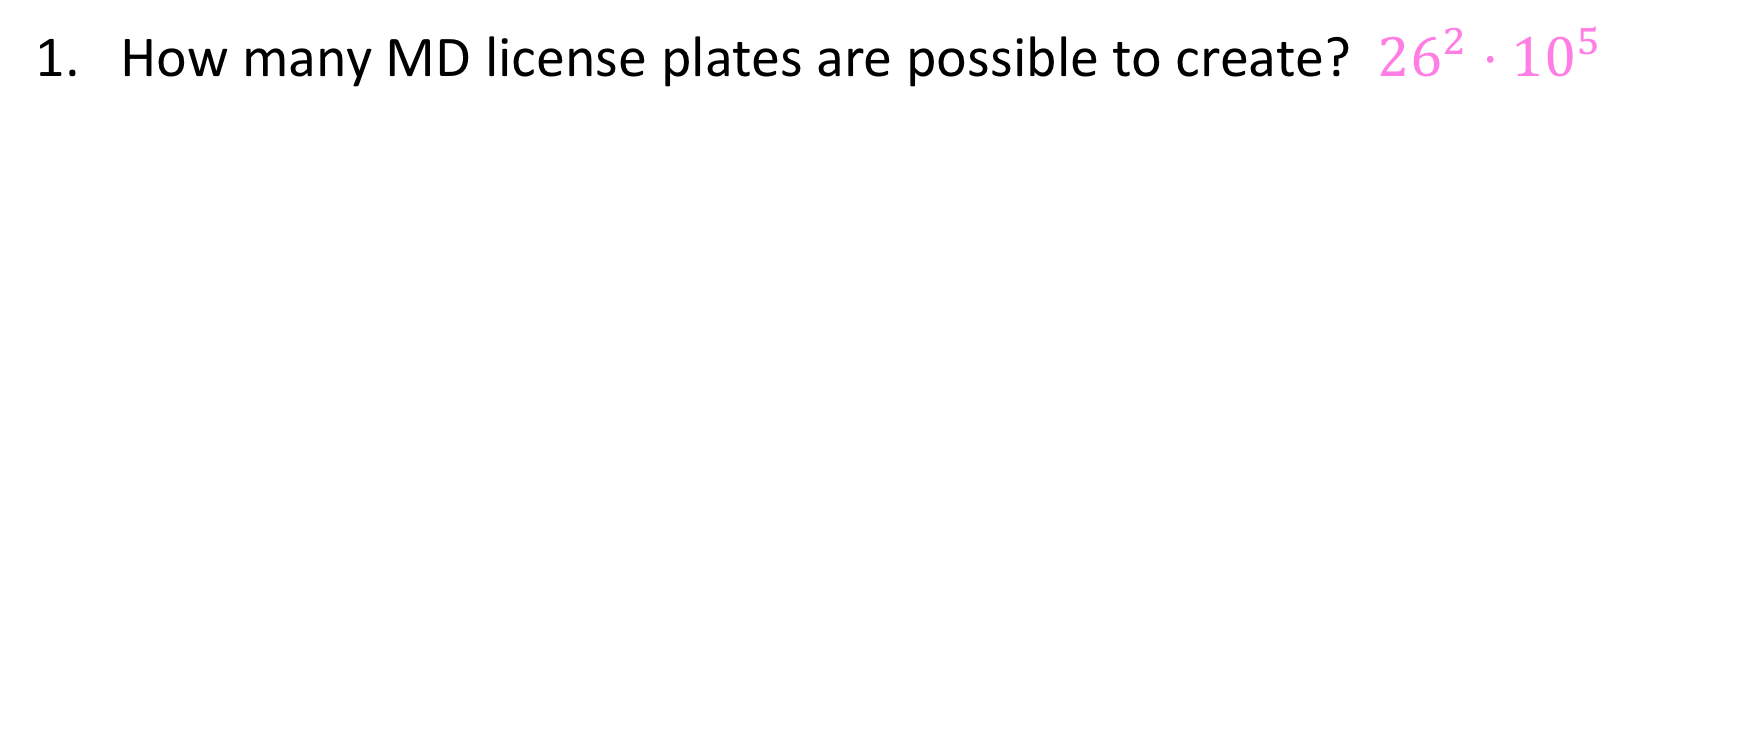 1. How many MD license plates are possible to create? 26² · 10⁵